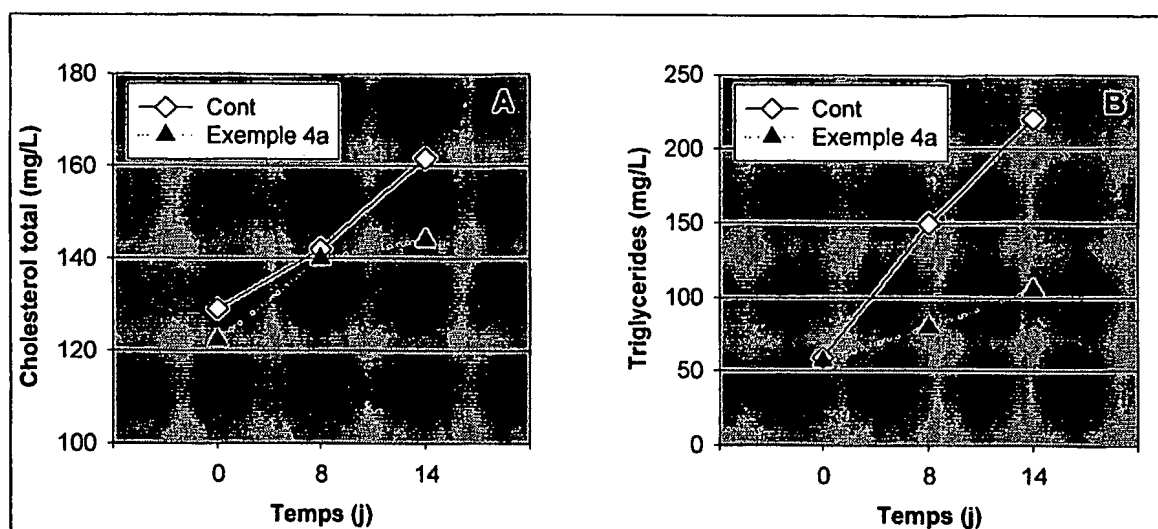 A
Cont
Exemple 4a
Cholesterol total (mg/L)
180
160
140
120
100
0 8 14
Temps (j)
B
Cont
Exemple 4a
Triglycerides (mg/L)
250
200
150
100
50
0
0 8 14
Temps (j)